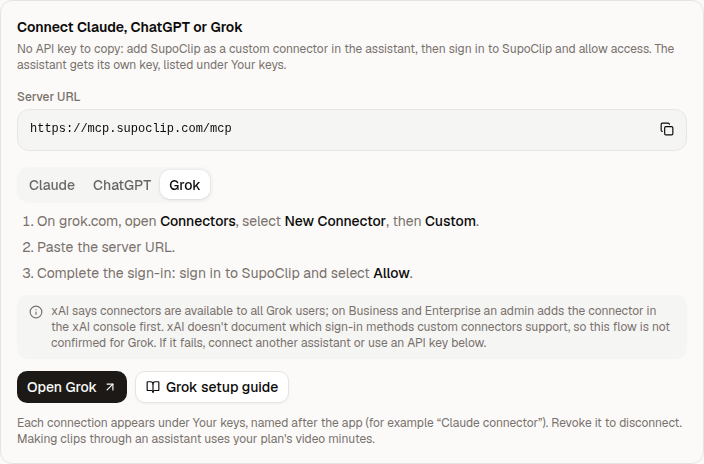 Connect Claude, ChatGPT or Grok
No API key to copy: add SupoClip as a custom connector in the assistant, then sign in to SupoClip and allow access. The
assistant gets its own key, listed under Your keys.
Server URL
https://mcp.supoclip.com/mcp
Claude ChatGPT Grok
1. On grok.com, open Connectors, select New Connector, then Custom.
2. Paste the server URL.
3. Complete the sign-in: sign in to SupoClip and select Allow.
xAI says connectors are available to all Grok users; on Business and Enterprise an admin adds the connector in
the xAI console first. xAI doesn't document which sign-in methods custom connectors support, so this flow is not
confirmed for Grok. If it fails, connect another assistant or use an API key below.
Open Grok Grok setup guide
Each connection appears under Your keys, named after the app (for example “Claude connector”). Revoke it to disconnect.
Making clips through an assistant uses your plan's video minutes.